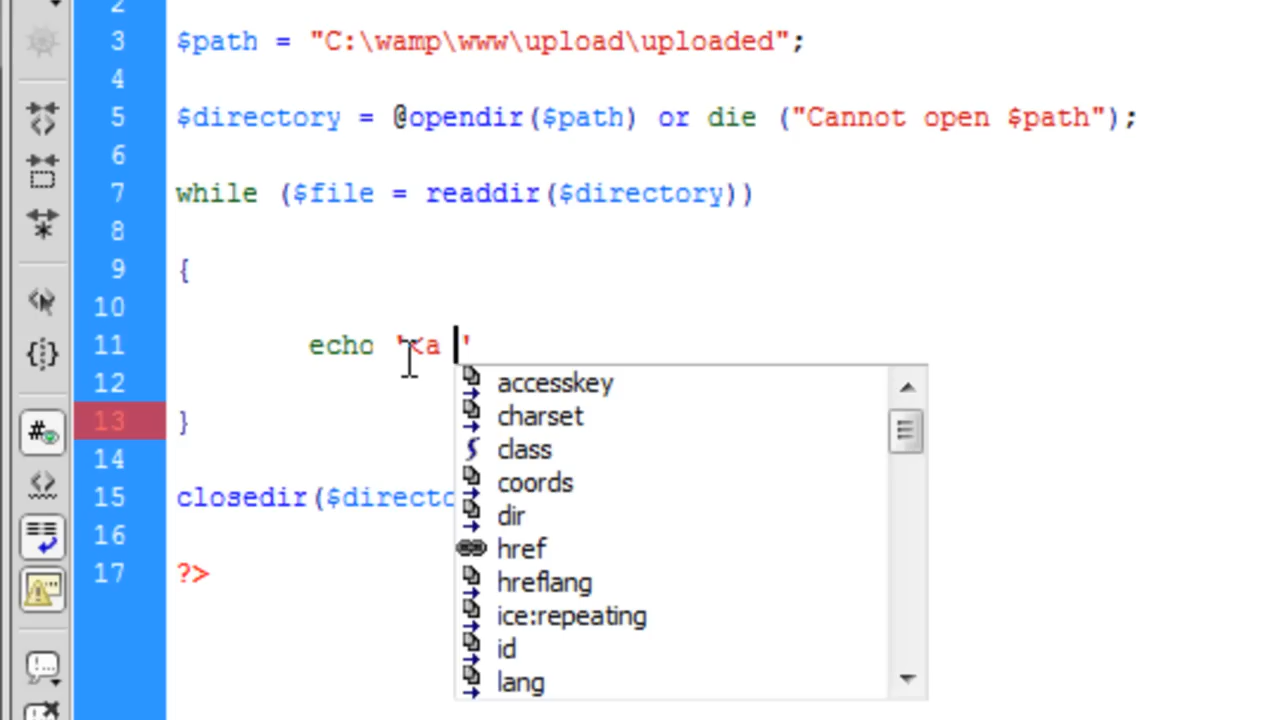 2
3 $path = "C:\wamp\www\upload\uploaded";
4
5 $directory = @opendir($path) or die ("Cannot open $path");
6
7 while ($file = readdir($directory))
8
9 {
10
11 echo '<a '
12
13 }
14
15 closedir($directo
16
17 ?>
accesskey
charset
class
coords
dir
href
hreflang
ice:repeating
id
lang